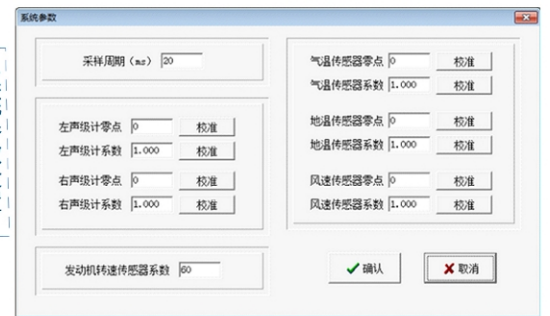 系统参数
采样周期（ms） 20
左声级计零点 0 校准
左声级计系数 1.000 校准
右声级计零点 0 校准
右声级计系数 1.000 校准
发动机转速传感器系数 60
气温传感器零点 0 校准
气温传感器系数 1.000 校准
地温传感器零点 0 校准
地温传感器系数 1.000 校准
风速传感器零点 0 校准
风速传感器系数 1.000 校准
确认 取消